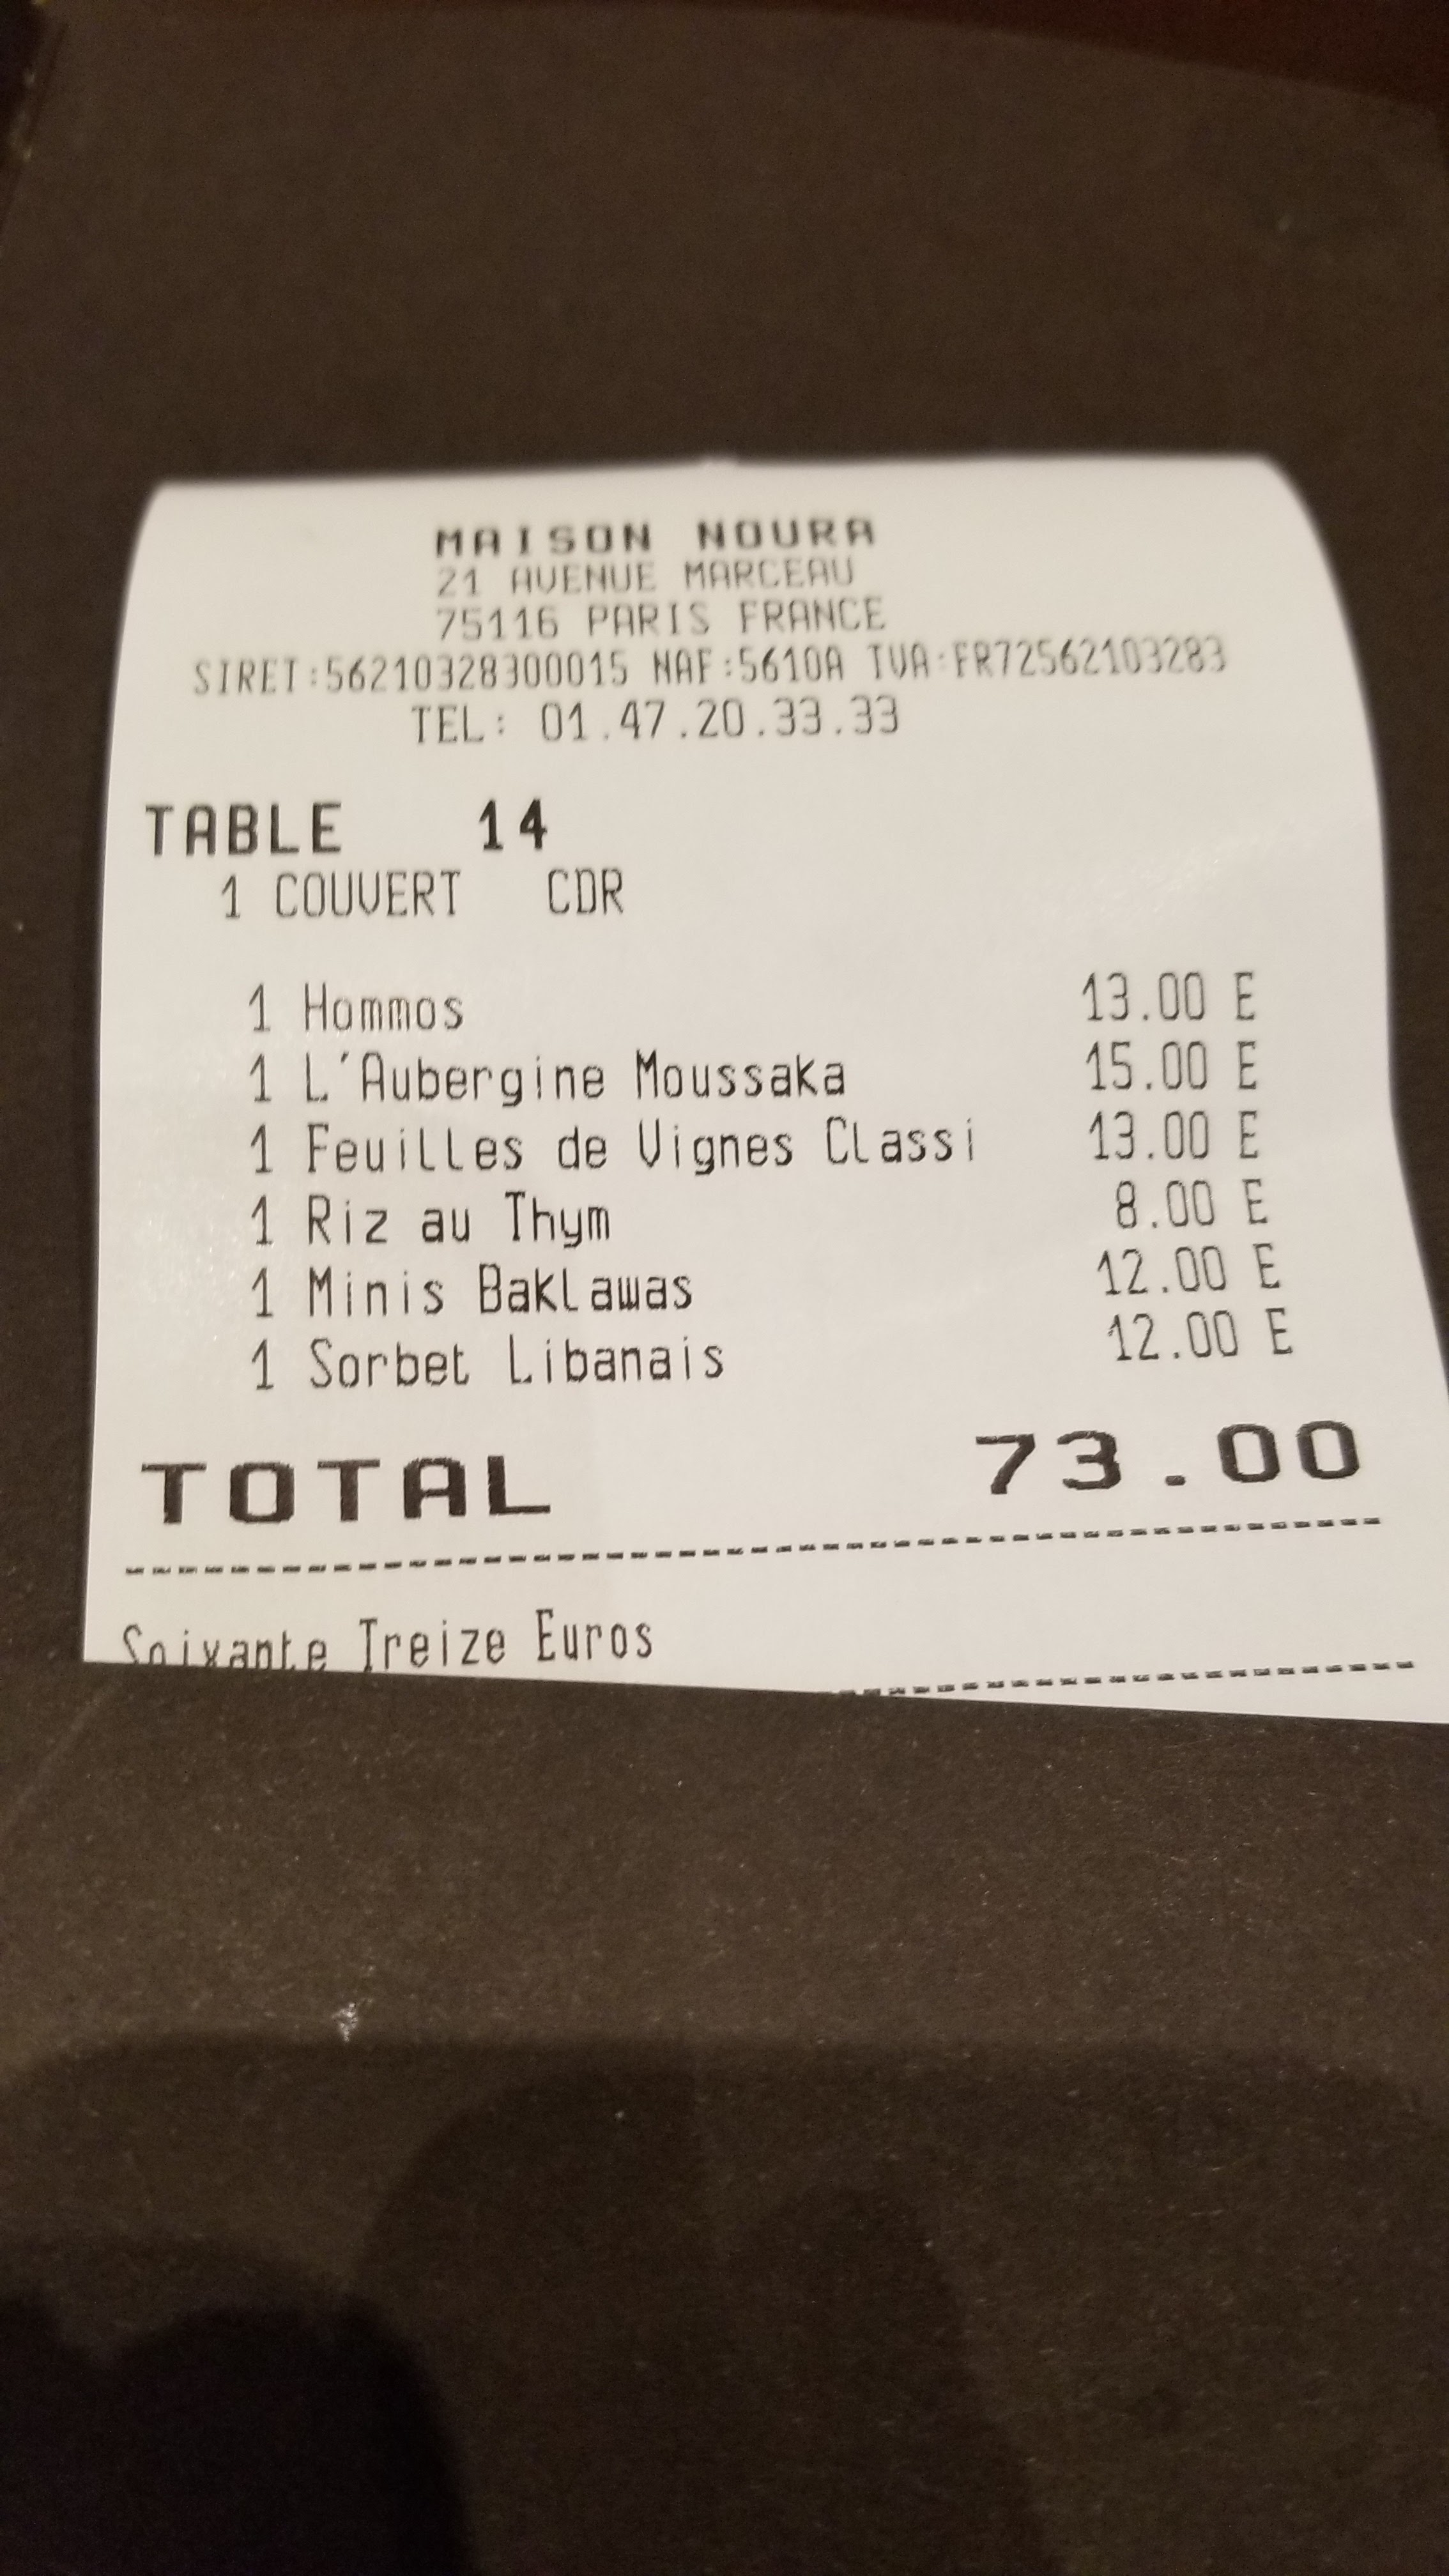 MAISON NOURA
21 AVENUE MARCEAU
75116 PARIS FRANCE
SIRET:56210328300015 NAF:5610A TVA:FR72562103283
TEL: 01.47.20.33.33
TABLE 14
1 COUVERT CDR
1 Hommos 13.00 E
1 L'Aubergine Moussaka 15.00 E
1 Feuilles de Vignes Classi 13.00 E
1 Riz au Thym 8.00 E
1 Minis Baklawas 12.00 E
1 Sorbet Libanais 12.00 E
TOTAL 73.00
Soixante Treize Euros